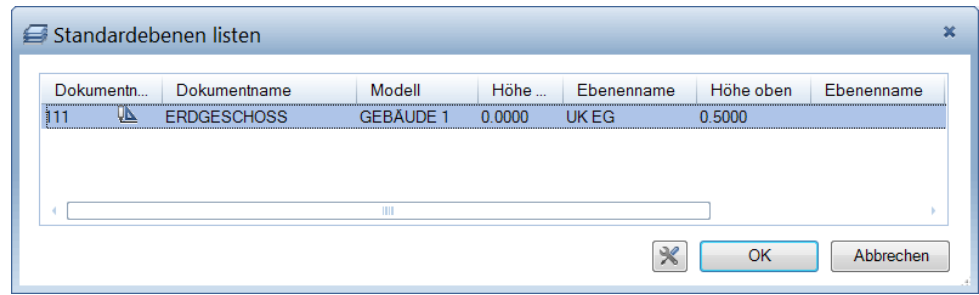 Standardebenen listen
Dokumentn... Dokumentname Modell Höhe ... Ebenenname Höhe oben Ebenenname
111 ERDGESCHOSS GEBÄUDE 1 0.0000 UK EG 0.5000
OK Abbrechen